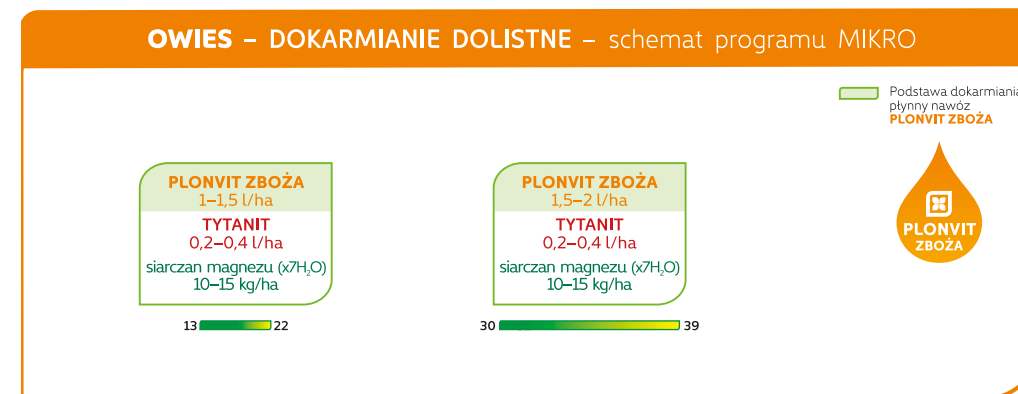 OWIES – DOKARMIANIE DOLISTNE – schemat programu MIKRO
Podstawa dokarmiania
płynny nawóz
PLONVIT ZBOŻA
PLONVIT ZBOŻA
1–1,5 l/ha
TYTANIT
0,2–0,4 l/ha
siarczan magnezu (x7H₂O)
10–15 kg/ha
13 22
PLONVIT ZBOŻA
1,5–2 l/ha
TYTANIT
0,2–0,4 l/ha
siarczan magnezu (x7H₂O)
10–15 kg/ha
30 39
PLONVIT
ZBOŻA